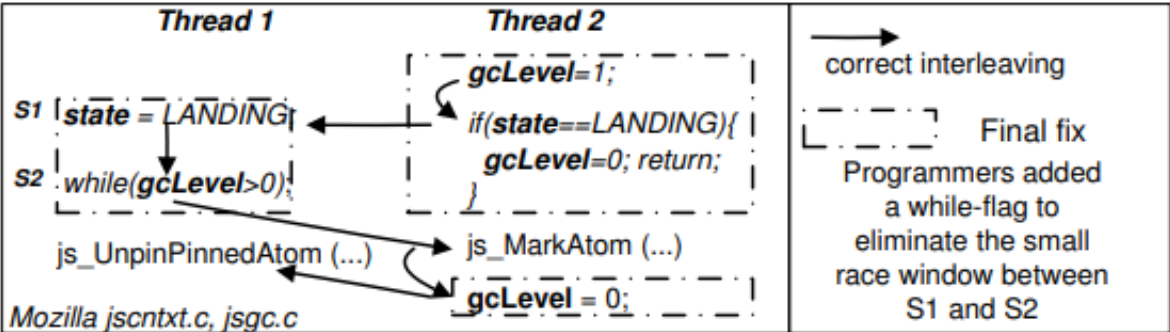 Thread 1
Thread 2
gcLevel=1;
S1 state = LANDING;
if(state==LANDING){
gcLevel=0; return;
S2 while(gcLevel>0);
}
js_UnpinPinnedAtom (...)
js_MarkAtom (...)
gcLevel = 0;
Mozilla jscntxt.c, jsgc.c
correct interleaving
Final fix
Programmers added
a while-flag to
eliminate the small
race window between
S1 and S2